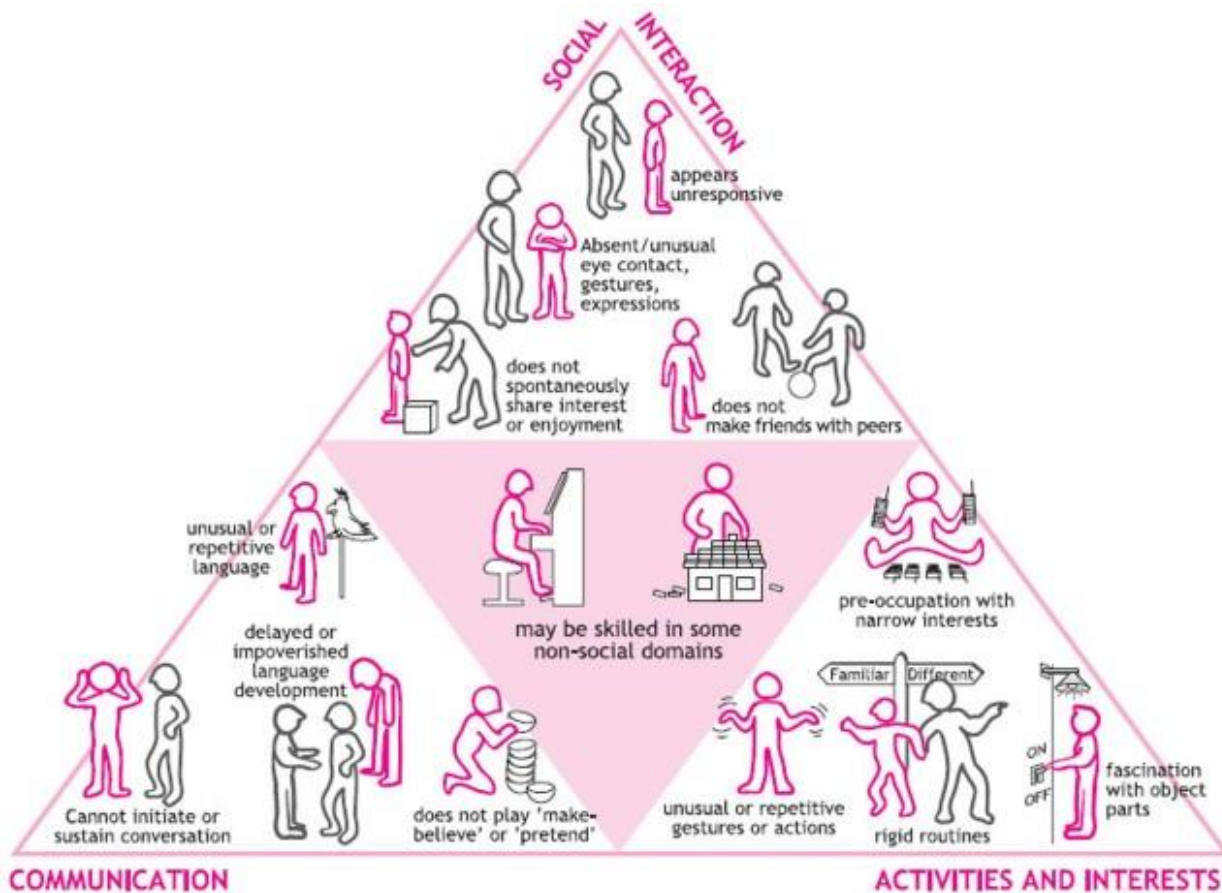 SOCIAL
INTERACTION
appears
unresponsive
Absent/unusual
eye contact,
gestures,
expressions
does not
spontaneously
share interest
or enjoyment
does not
make friends with peers
unusual or
repetitive
language
may be skilled in some
non-social domains
pre-occupation with
narrow interests
delayed or
impoverished
language
development
Familiar
Different
Cannot initiate or
sustain conversation
does not play 'make-
believe' or 'pretend'
unusual or repetitive
gestures or actions
rigid routines
ON
OFF
fascination
with object
parts
COMMUNICATION
ACTIVITIES AND INTERESTS